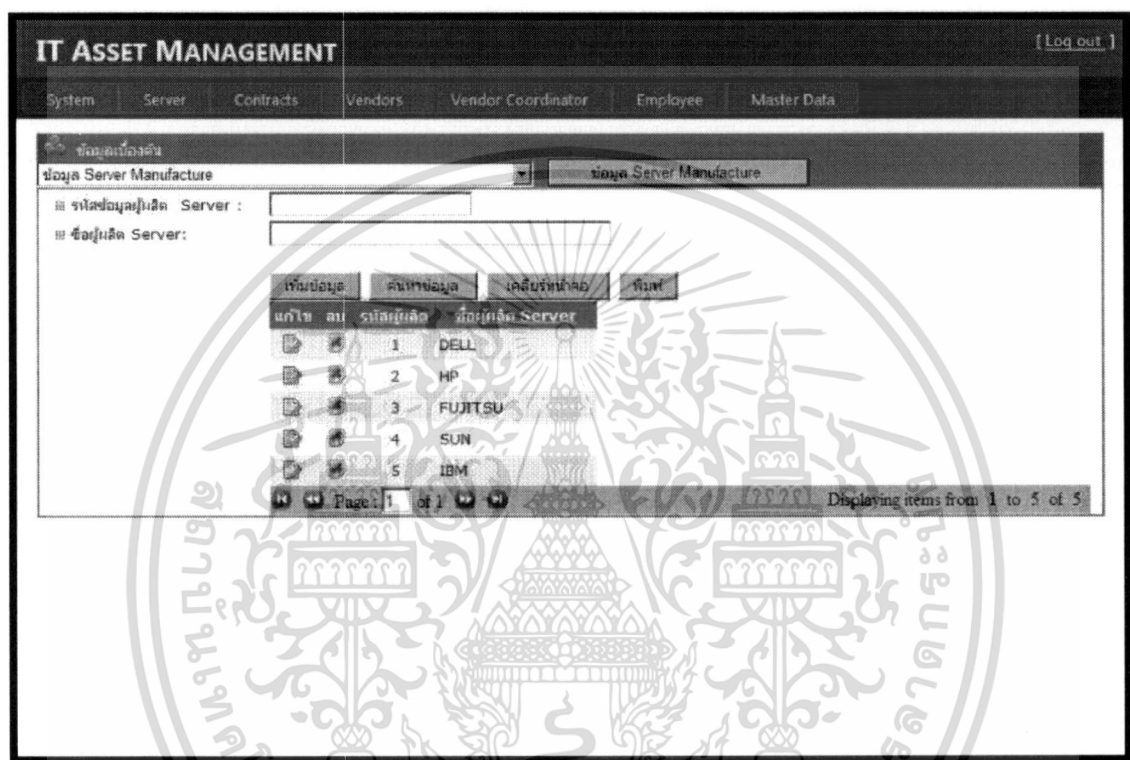 IT ASSET MANAGEMENT
[ Log out ]
System Server Contracts Vendors Vendor Coordinator Employee Master Data
ข้อมูลเบื้องต้น
ข้อมูล Server Manufacture ข้อมูล Server Manufacture
รหัสข้อมูลผู้ผลิต Server :
ชื่อผู้ผลิต Server:
เพิ่มข้อมูล ค้นหาข้อมูล เคลียร์หน้าจอ พิมพ์
แก้ไข ลบ รหัสผู้ผลิต ชื่อผู้ผลิต Server
1 DELL
2 HP
3 FUJITSU
4 SUN
5 IBM
Page : 1 of 1 Displaying items from 1 to 5 of 5